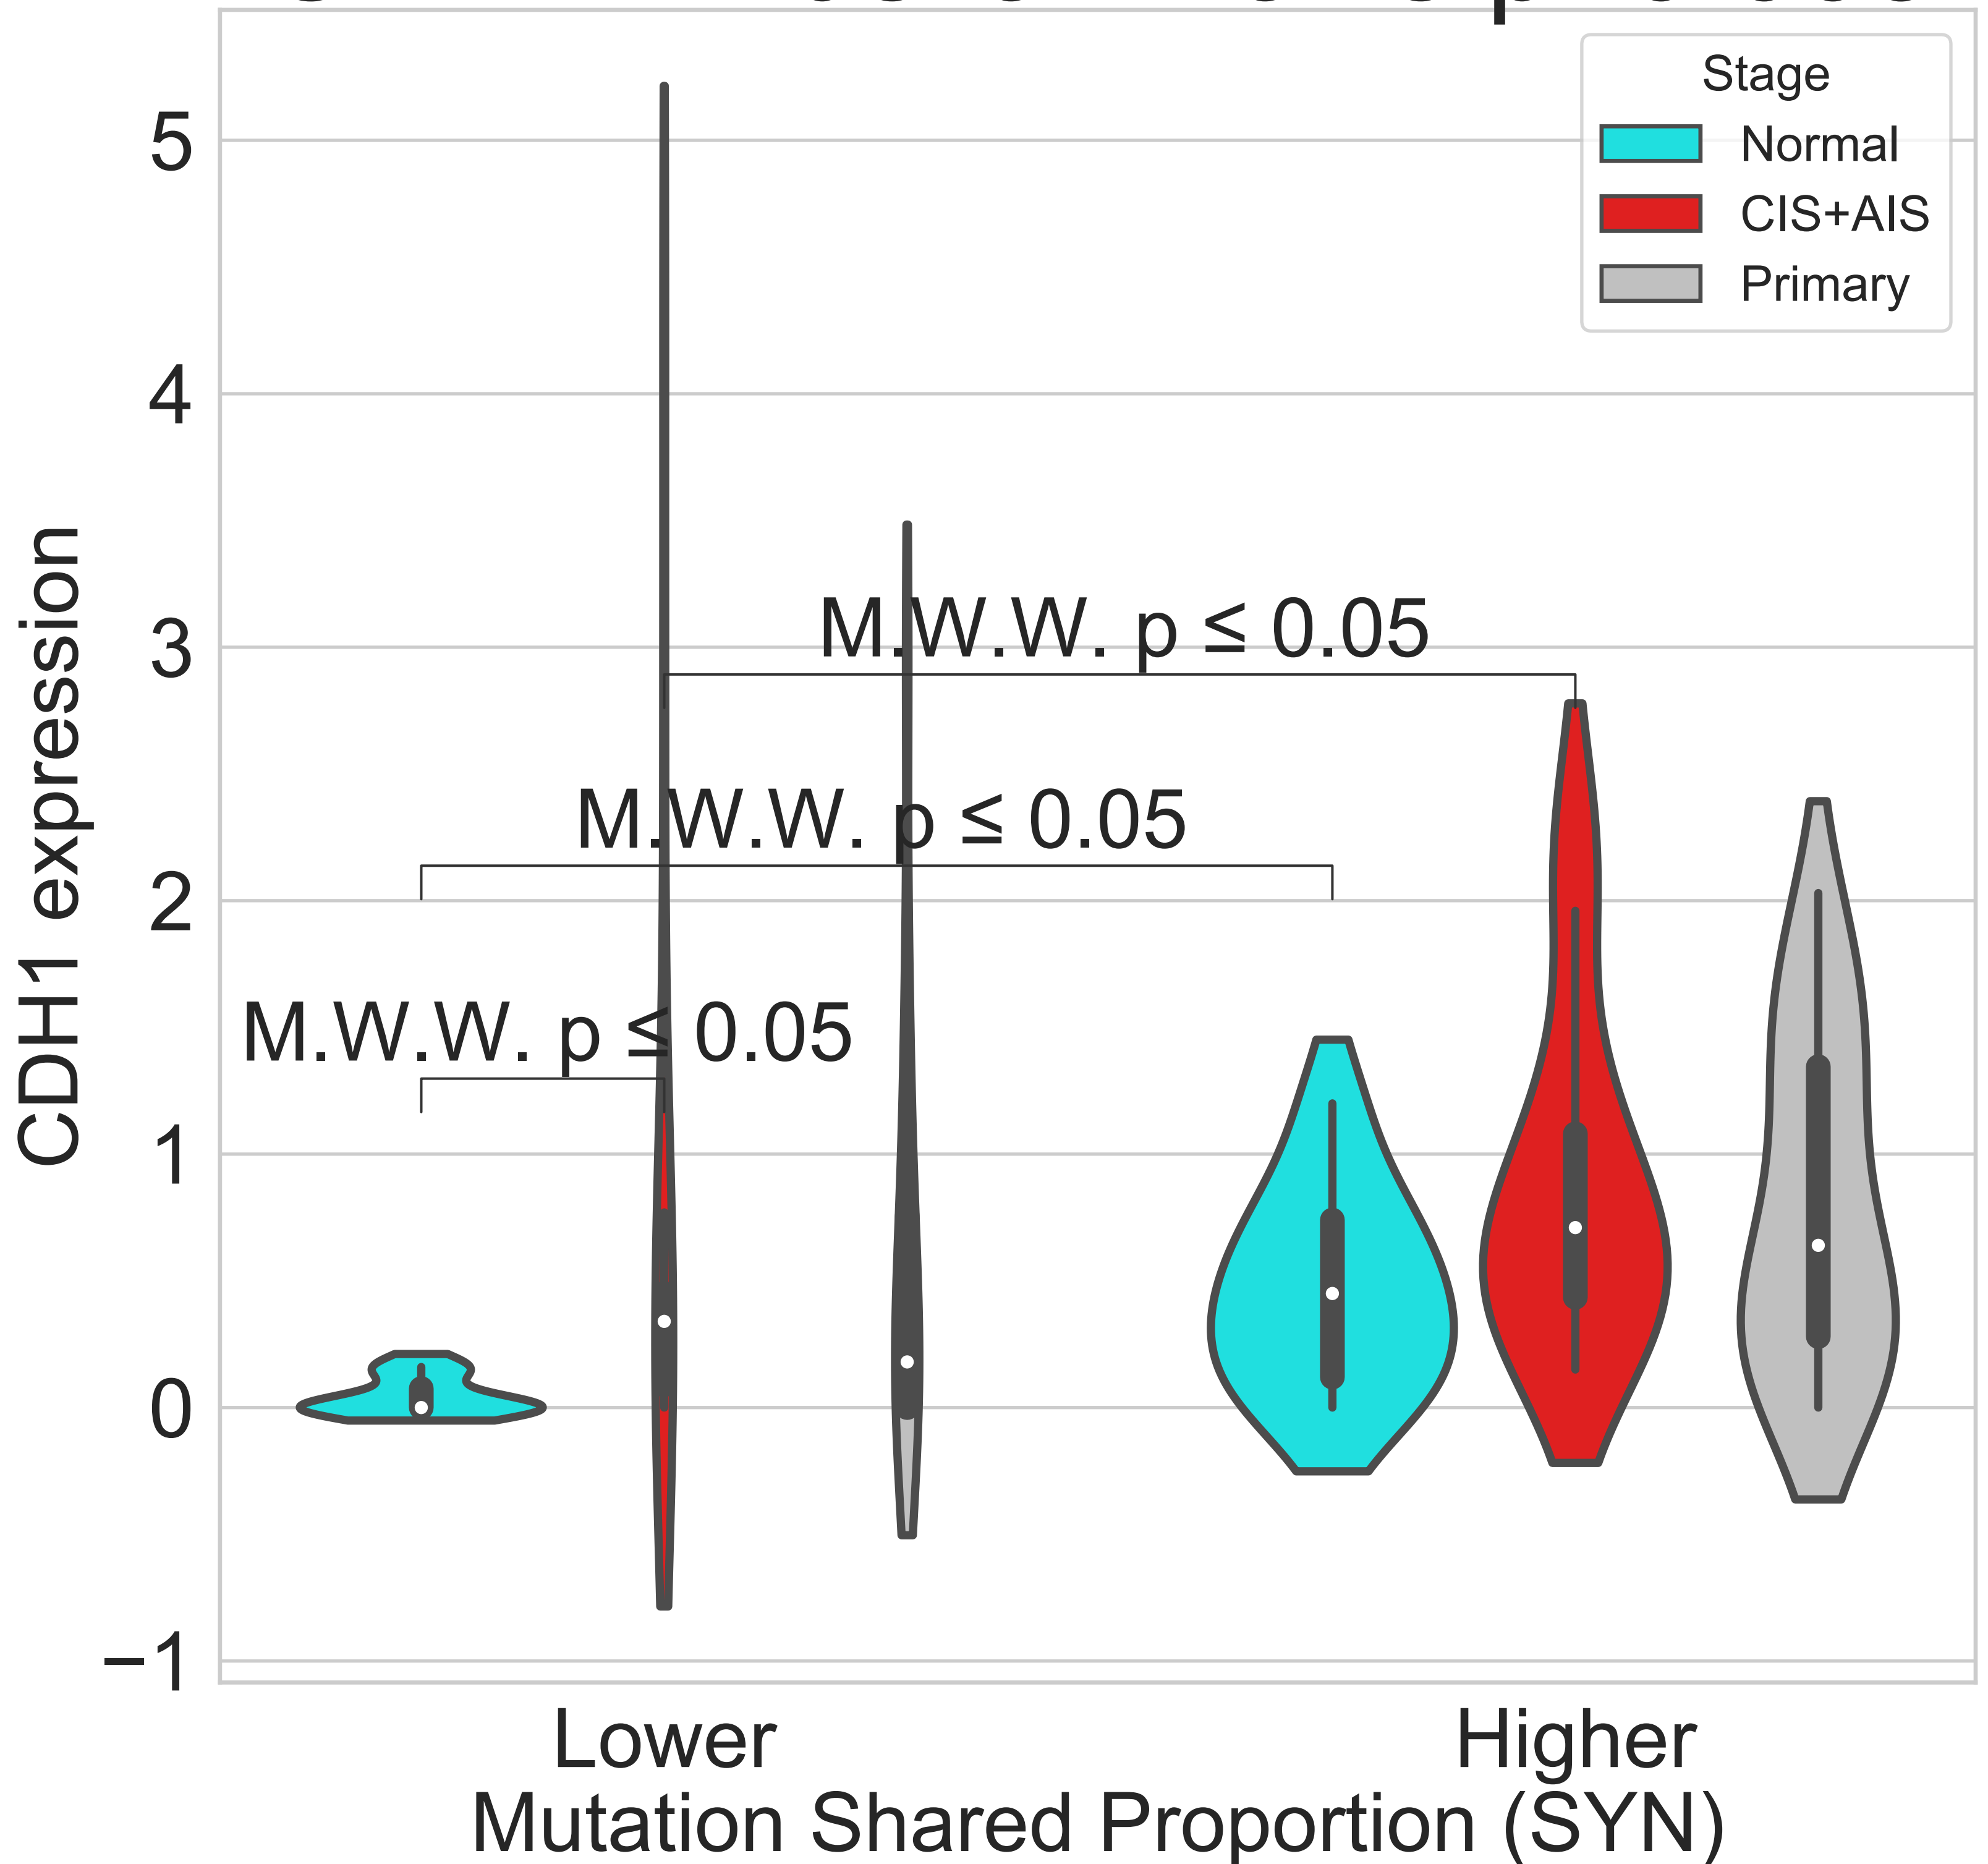 Stage
Normal
CIS+AIS
Primary
5
4
3
2
1
0
−1
CDH1 expression
M.W.W. p ≤ 0.05
M.W.W. p ≤ 0.05
M.W.W. p ≤ 0.05
Lower
Higher
Mutation Shared Proportion (SYN)